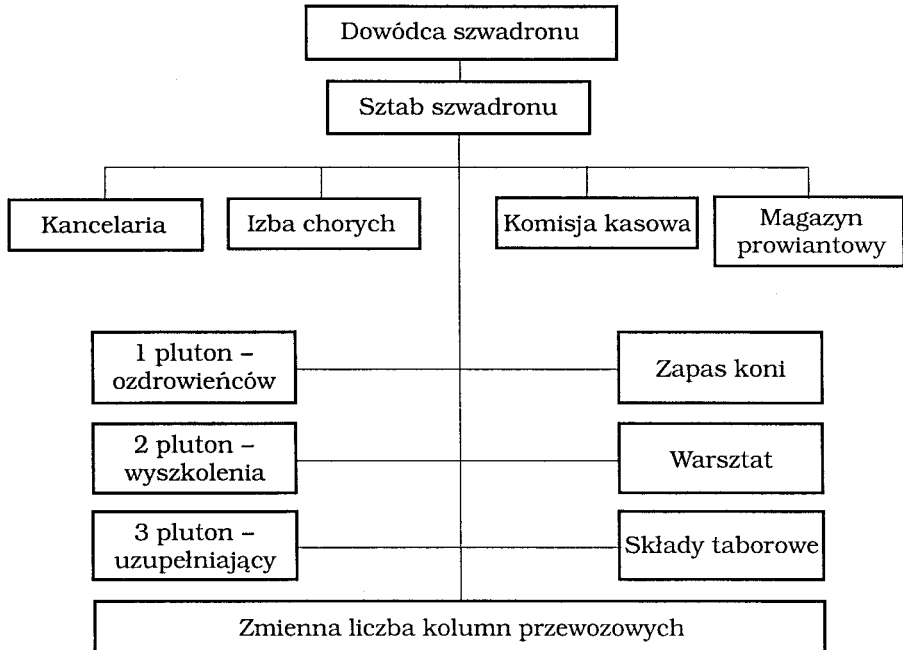 Dowódca szwadronu
Sztab szwadronu
Kancelaria
Izba chorych
Komisja kasowa
Magazyn
prowiantowy
1 pluton –
ozdrowieńców
Zapas koni
2 pluton –
wyszkolenia
Warsztat
3 pluton –
uzupełniający
Składy taborowe
Zmienna liczba kolumn przewozowych